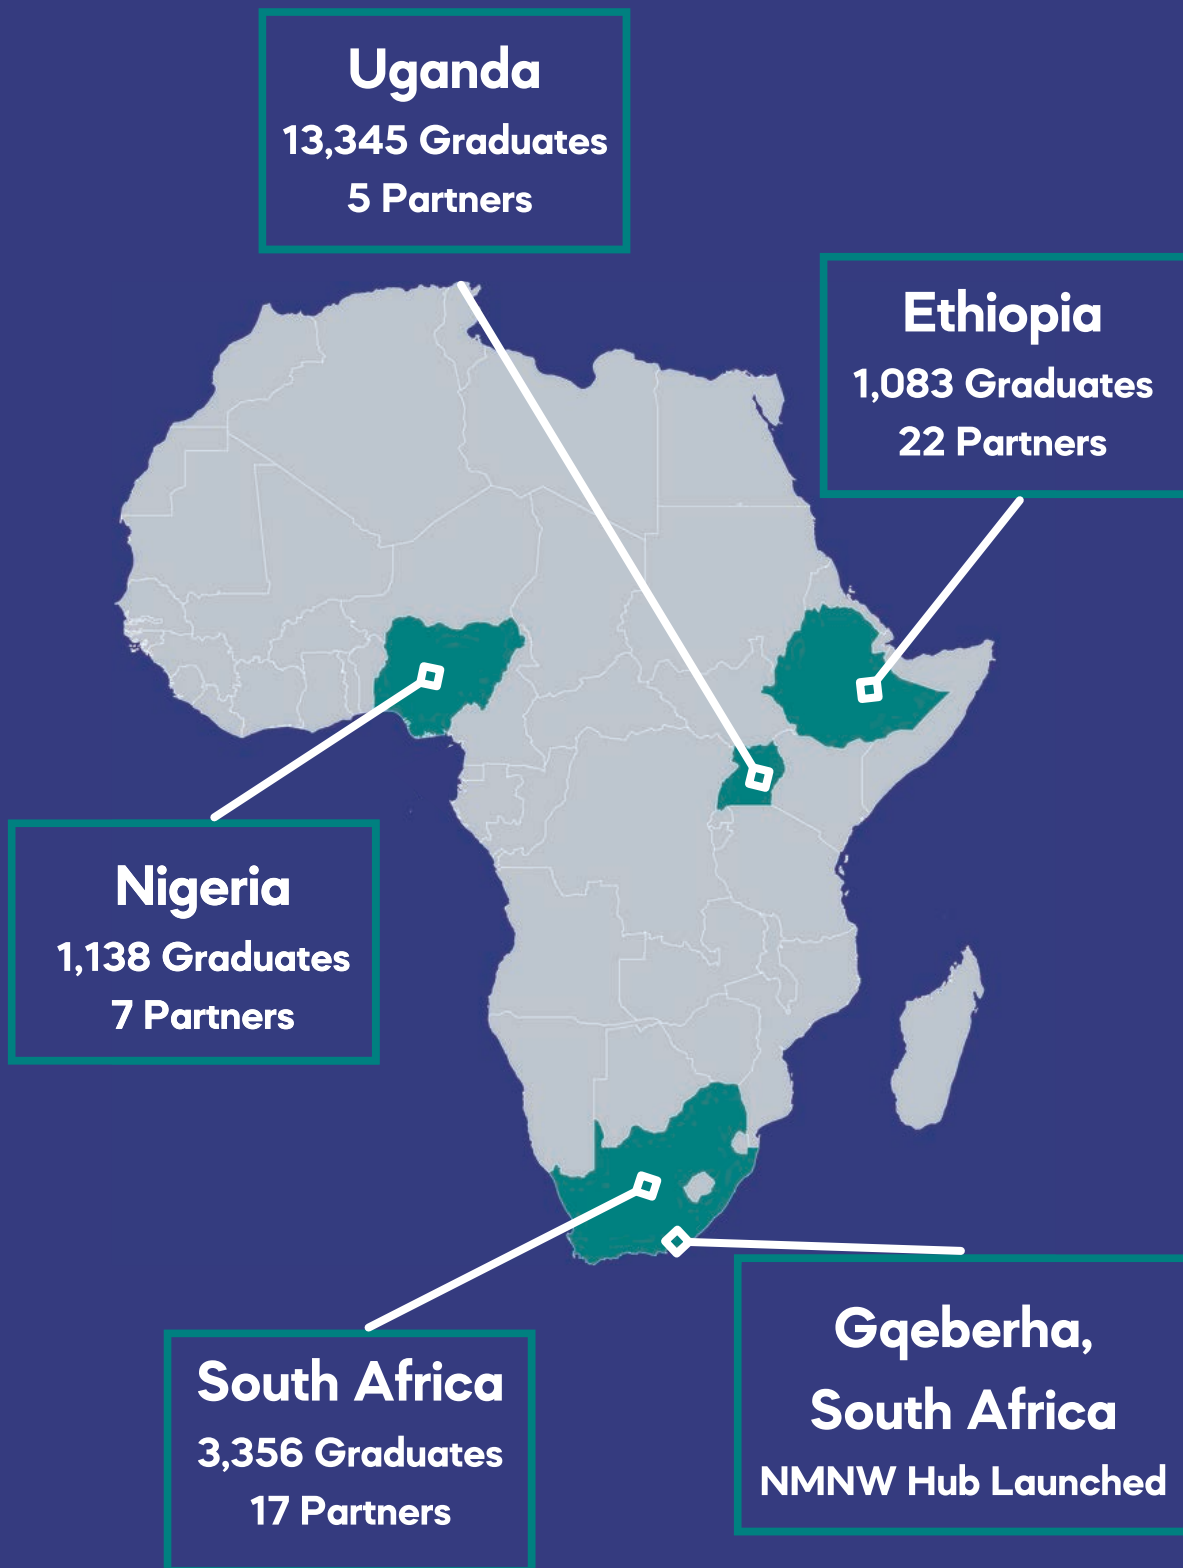 Uganda
13,345 Graduates
5 Partners
Ethiopia
1,083 Graduates
22 Partners
Nigeria
1,138 Graduates
7 Partners
South Africa
3,356 Graduates
17 Partners
Gqeberha,
South Africa
NMNW Hub Launched